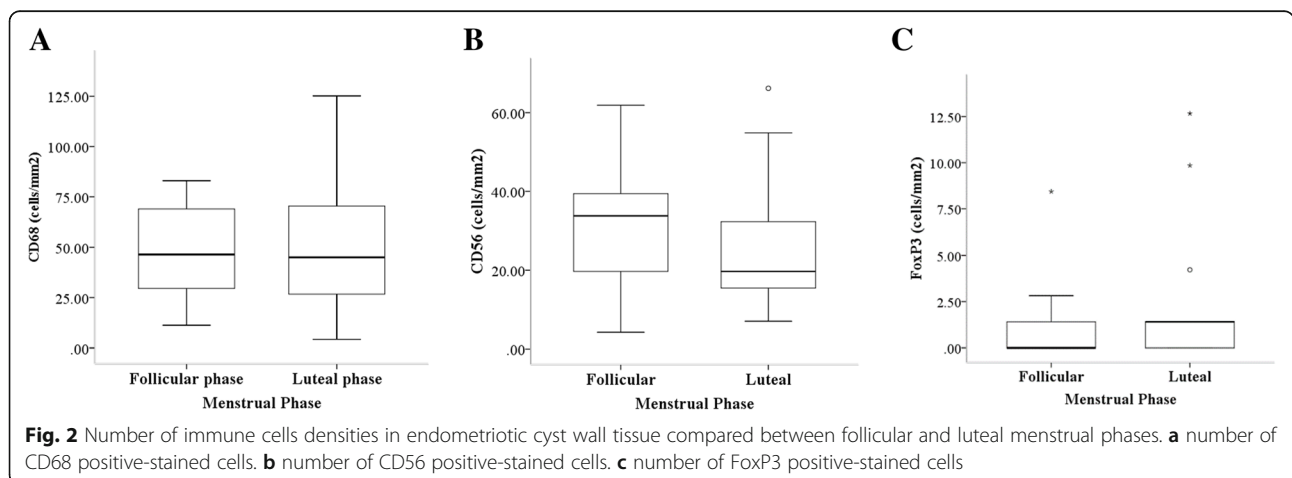 A
CD68 (cells/mm2)
125.00
100.00
75.00
50.00
25.00
.00
Follicular phase Luteal phase
Menstrual Phase
B
CD56 (cells/mm2)
60.00
40.00
20.00
.00
Follicular Luteal
Menstrual Phase
C
FoxP3 (cells/mm2)
12.50
10.00
7.50
5.00
2.50
.00
Follicular Luteal
Menstrual Phase
Fig. 2 Number of immune cells densities in endometriotic cyst wall tissue compared between follicular and luteal menstrual phases. a number of
CD68 positive-stained cells. b number of CD56 positive-stained cells. c number of FoxP3 positive-stained cells